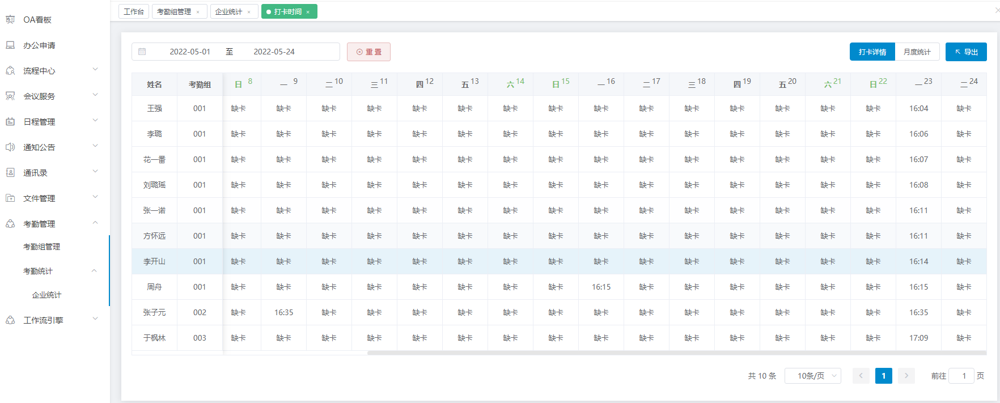 OA看板
办公申请
流程中心
会议服务
日程管理
通知公告
通讯录
文件管理
考勤管理
考勤组管理
考勤统计
企业统计
工作流引擎
工作台 考勤组管理 × 企业统计 × 打卡时间 ×
2022-05-01 至 2022-05-24 重置 打卡详情 月度统计 导出
姓名 考勤组 日 8 一 9 二 10 三 11 四 12 五 13 六 14 日 15 一 16 二 17 三 18 四 19 五 20 六 21 日 22 一 23 二 24
王强 001 缺卡 缺卡 缺卡 缺卡 缺卡 缺卡 缺卡 缺卡 缺卡 缺卡 缺卡 缺卡 缺卡 缺卡 缺卡 16:04 缺卡
李璐 001 缺卡 缺卡 缺卡 缺卡 缺卡 缺卡 缺卡 缺卡 缺卡 缺卡 缺卡 缺卡 缺卡 缺卡 缺卡 16:06 缺卡
花一番 001 缺卡 缺卡 缺卡 缺卡 缺卡 缺卡 缺卡 缺卡 缺卡 缺卡 缺卡 缺卡 缺卡 缺卡 缺卡 16:07 缺卡
刘璐瑶 001 缺卡 缺卡 缺卡 缺卡 缺卡 缺卡 缺卡 缺卡 缺卡 缺卡 缺卡 缺卡 缺卡 缺卡 缺卡 16:08 缺卡
张一诺 001 缺卡 缺卡 缺卡 缺卡 缺卡 缺卡 缺卡 缺卡 缺卡 缺卡 缺卡 缺卡 缺卡 缺卡 缺卡 16:11 缺卡
方怀远 001 缺卡 缺卡 缺卡 缺卡 缺卡 缺卡 缺卡 缺卡 缺卡 缺卡 缺卡 缺卡 缺卡 缺卡 缺卡 16:11 缺卡
李开山 001 缺卡 缺卡 缺卡 缺卡 缺卡 缺卡 缺卡 缺卡 缺卡 缺卡 缺卡 缺卡 缺卡 缺卡 缺卡 16:14 缺卡
周舟 001 缺卡 缺卡 缺卡 缺卡 缺卡 缺卡 缺卡 缺卡 16:15 缺卡 缺卡 缺卡 缺卡 缺卡 缺卡 16:15 缺卡
张子元 002 缺卡 16:35 缺卡 缺卡 缺卡 缺卡 缺卡 缺卡 缺卡 缺卡 缺卡 缺卡 缺卡 缺卡 缺卡 16:35 缺卡
于枫林 003 缺卡 缺卡 缺卡 缺卡 缺卡 缺卡 缺卡 缺卡 缺卡 缺卡 缺卡 缺卡 缺卡 缺卡 缺卡 17:09 缺卡
共 10 条 10条/页 1 前往 1 页